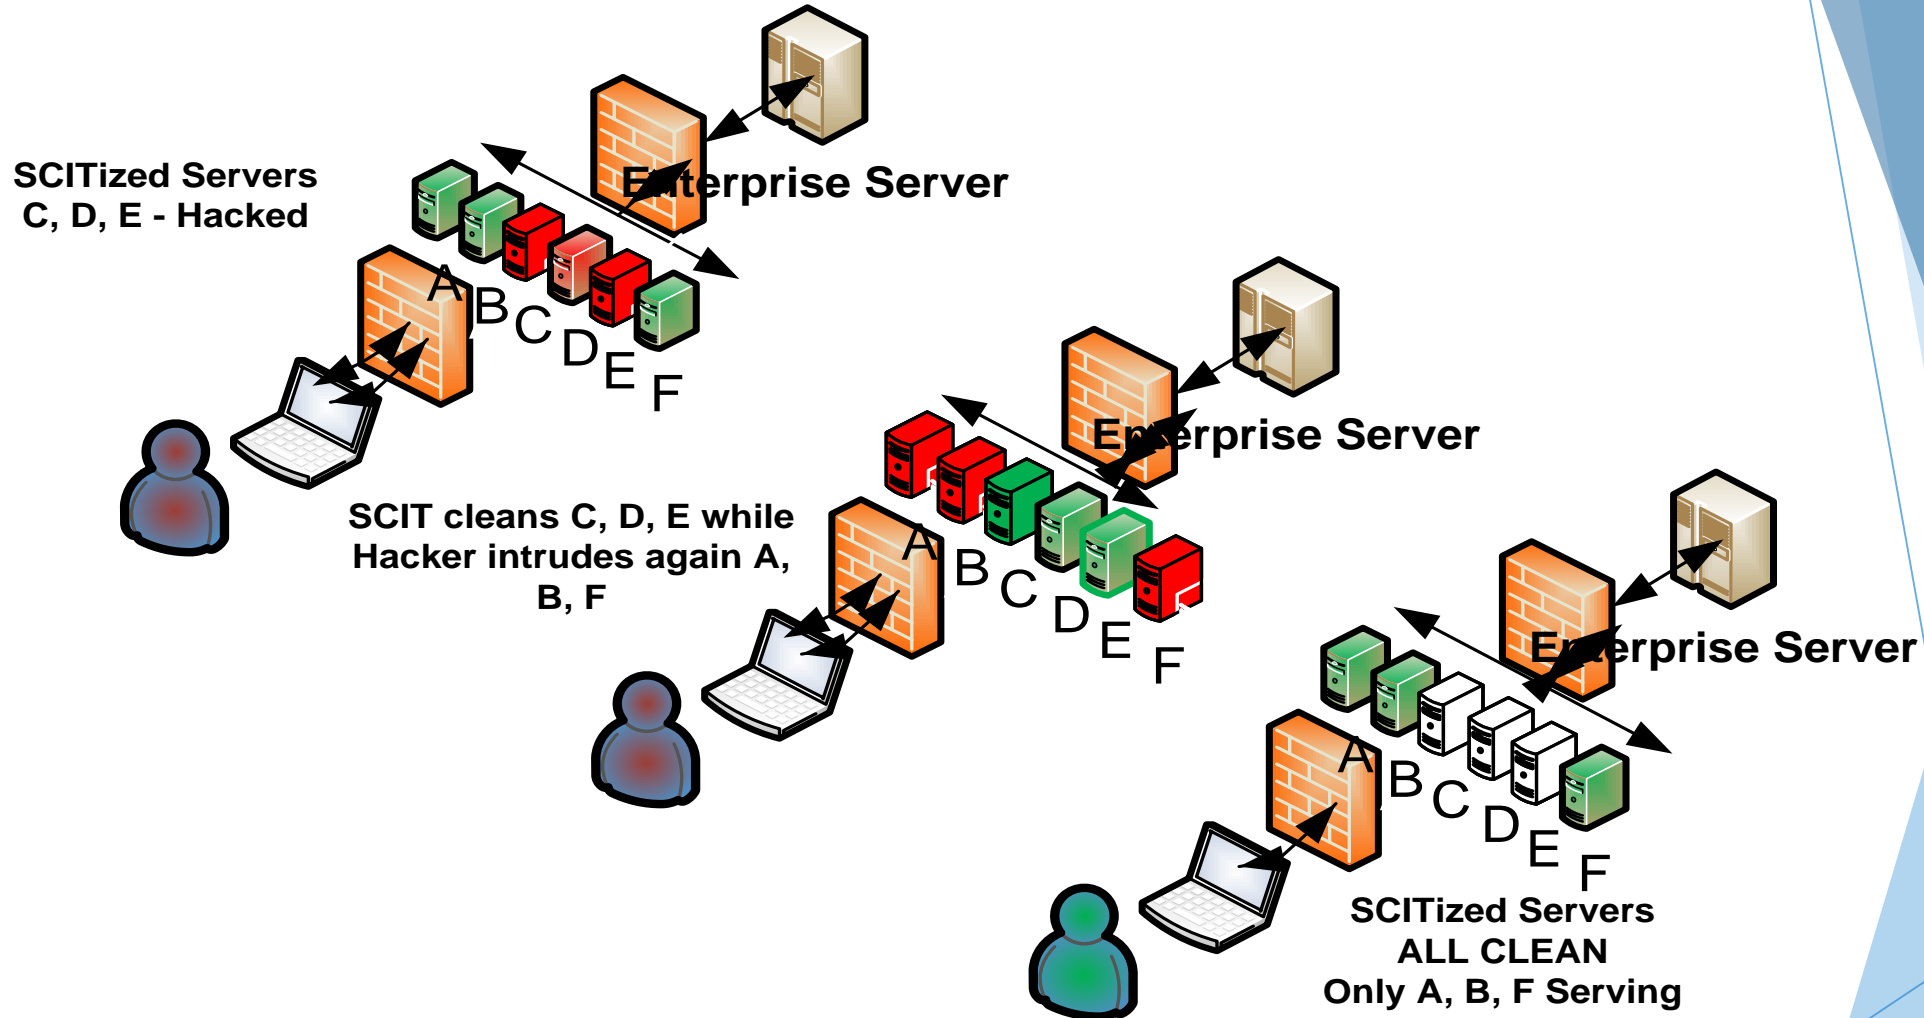 SCITized Servers
C, D, E - Hacked
Enterprise Server
A
B
C
D
E
F
SCIT cleans C, D, E while
Hacker intrudes again A,
B, F
Enterprise Server
A
B
C
D
E
F
Enterprise Server
A
B
C
D
E
F
SCITized Servers
ALL CLEAN
Only A, B, F Serving